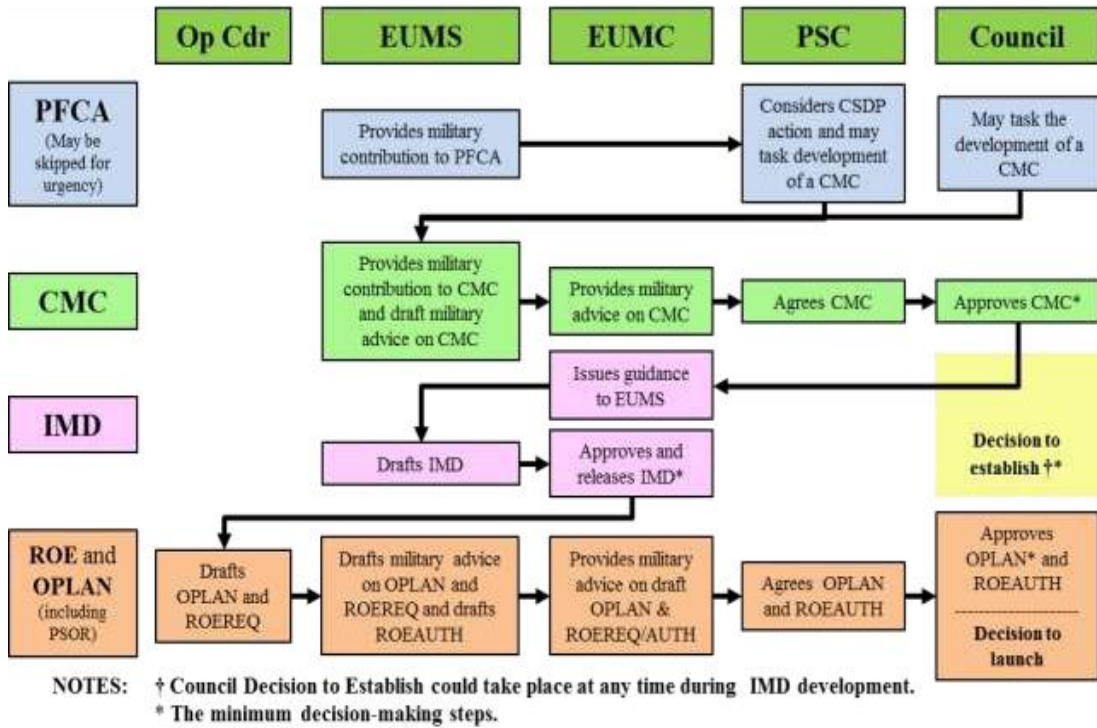 Op Cdr
EUMS
EUMC
PSC
Council
PFCA
(May be
skipped for
urgency)
Provides military
contribution to PFCA
Considers CSDP
action and may
task development
of a CMC
May task the
development of a
CMC
CMC
Provides military
contribution to CMC
and draft military
advice on CMC
Provides military
advice on CMC
Agrees CMC
Approves CMC*
IMD
Issues guidance
to EUMS
Drafts IMD
Approves and
releases IMD*
Decision to
establish †*
ROE and
OPLAN
(including
PSOR)
Drafts
OPLAN and
ROEREQ
Drafts military advice
on OPLAN and
ROEREQ and drafts
ROEAUTH
Provides military
advice on draft
OPLAN &
ROEREQ/AUTH
Agrees OPLAN
and ROEAUTH
Approves
OPLAN* and
ROEAUTH
Decision to
launch
NOTES: † Council Decision to Establish could take place at any time during IMD development.
* The minimum decision-making steps.